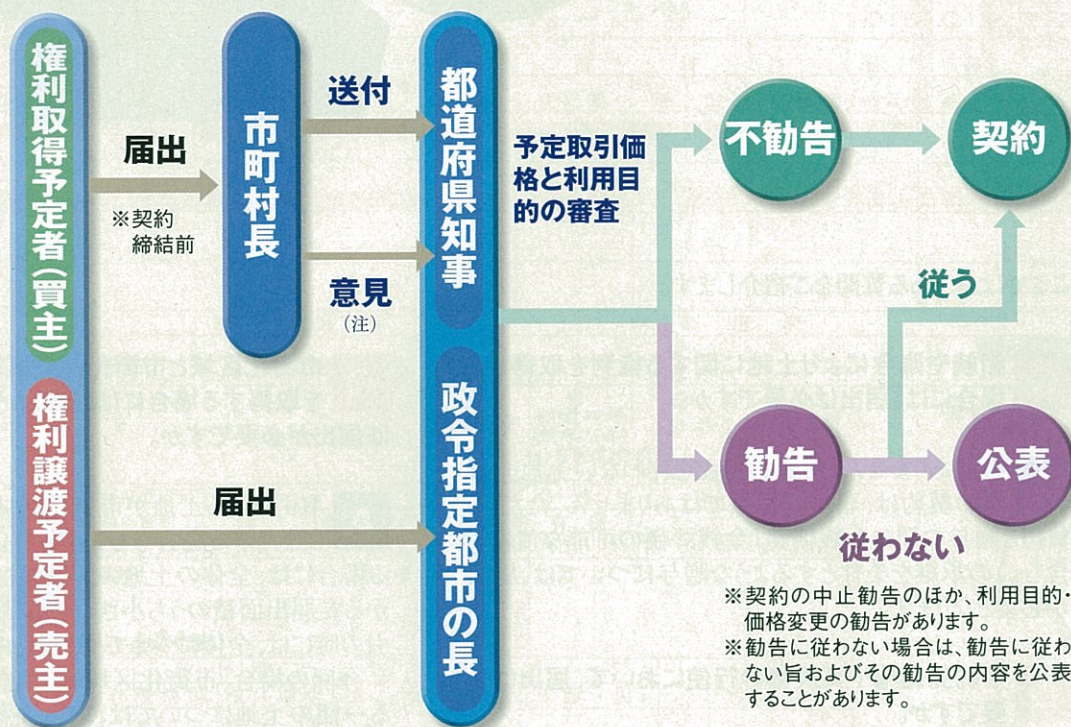 権利取得予定者(買主)
権利譲渡予定者(売主)
届出
※契約
締結前
市町村長
送付
意見
(注)
届出
都道府県知事
政令指定都市の長
予定取引価
格と利用目
的の審査
不勧告
契約
従う
勧告
公表
従わない
※契約の中止勧告のほか、利用目的・
価格変更の勧告があります。
※勧告に従わない場合は、勧告に従わ
ない旨およびその勧告の内容を公表
することがあります。